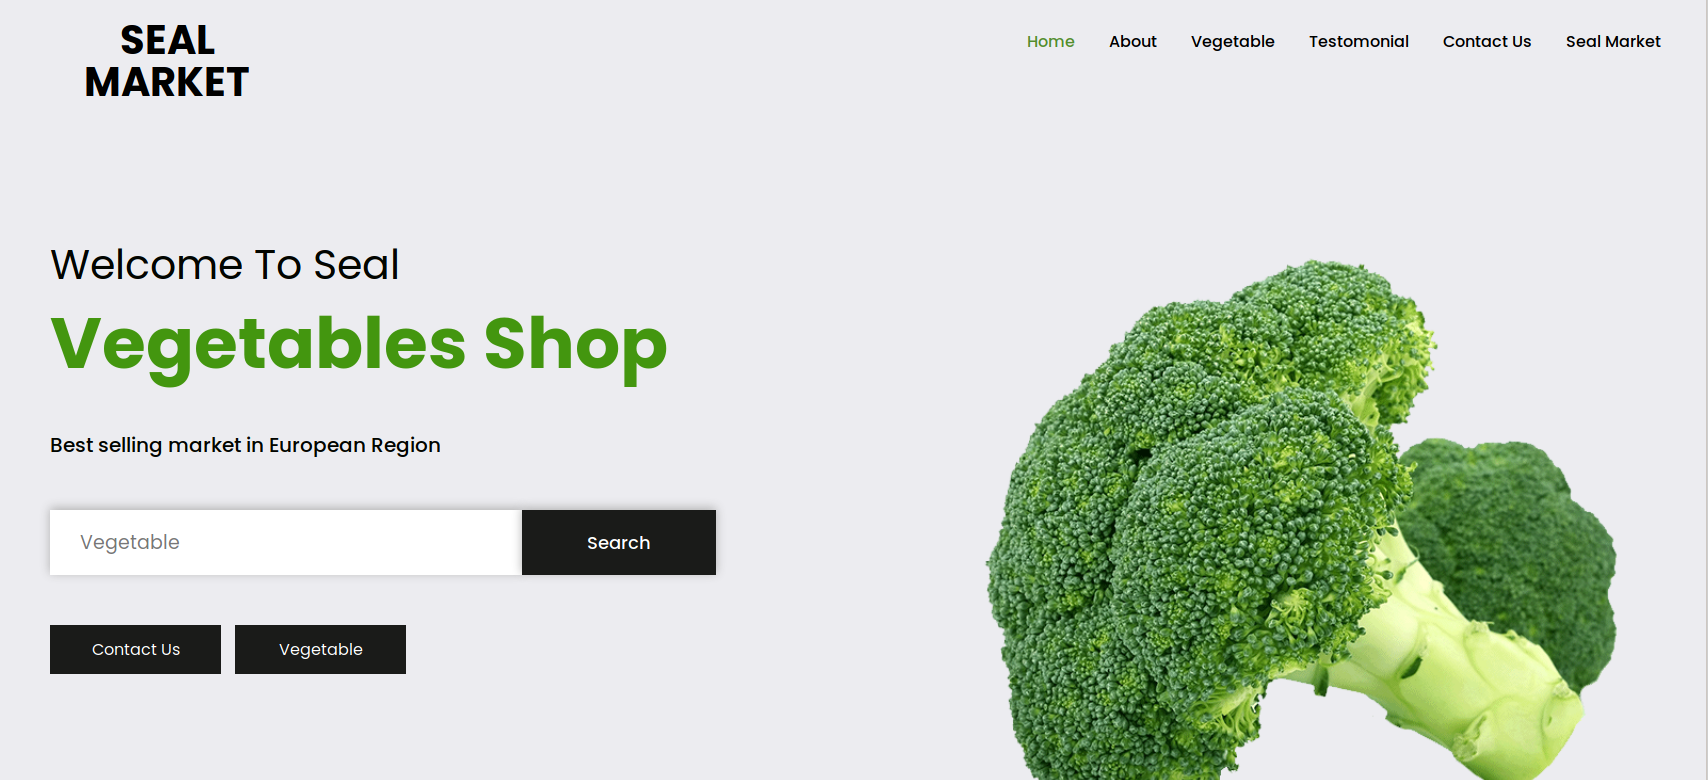 SEAL
MARKET
Home About Vegetable Testomonial Contact Us Seal Market
Welcome To Seal
Vegetables Shop
Best selling market in European Region
Vegetable Search
Contact Us Vegetable